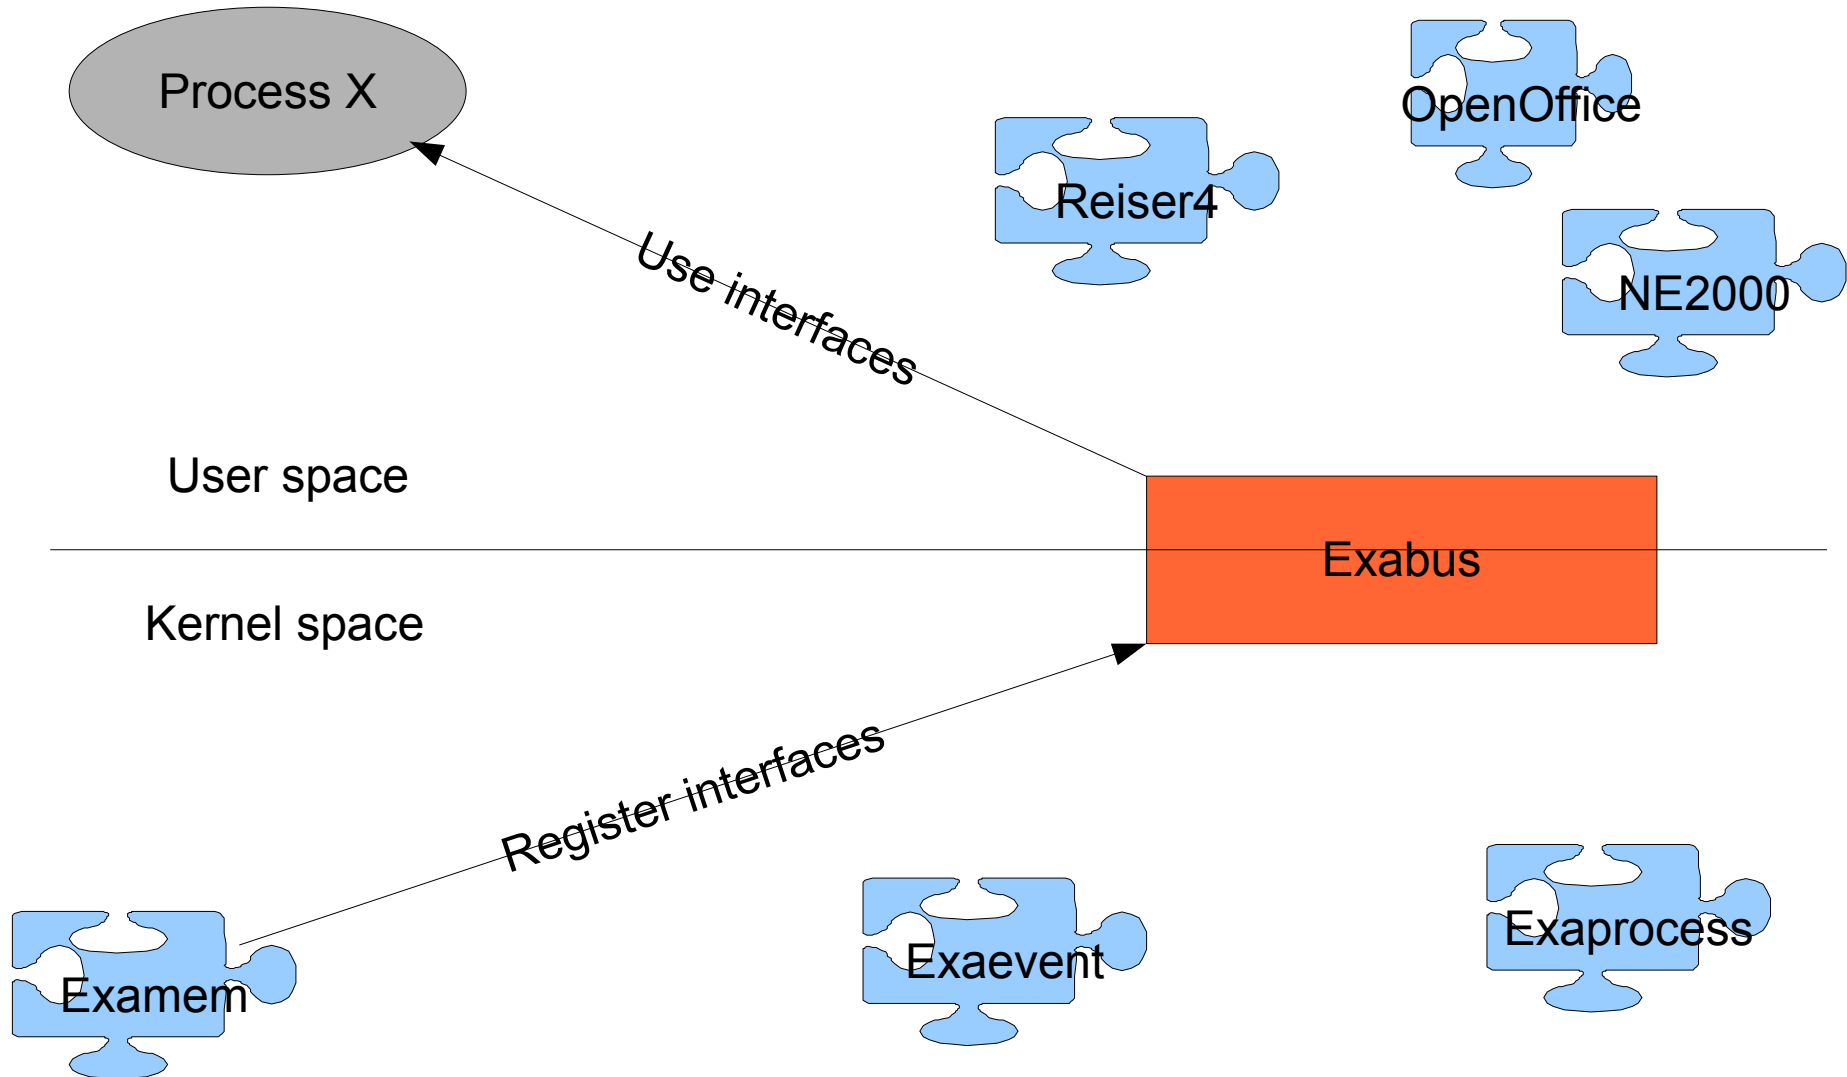 Process X
OpenOffice
Reiser4
NE2000
Use interfaces
User space
Exabus
Kernel space
Register interfaces
Exaprocess
Exaevent
Examem